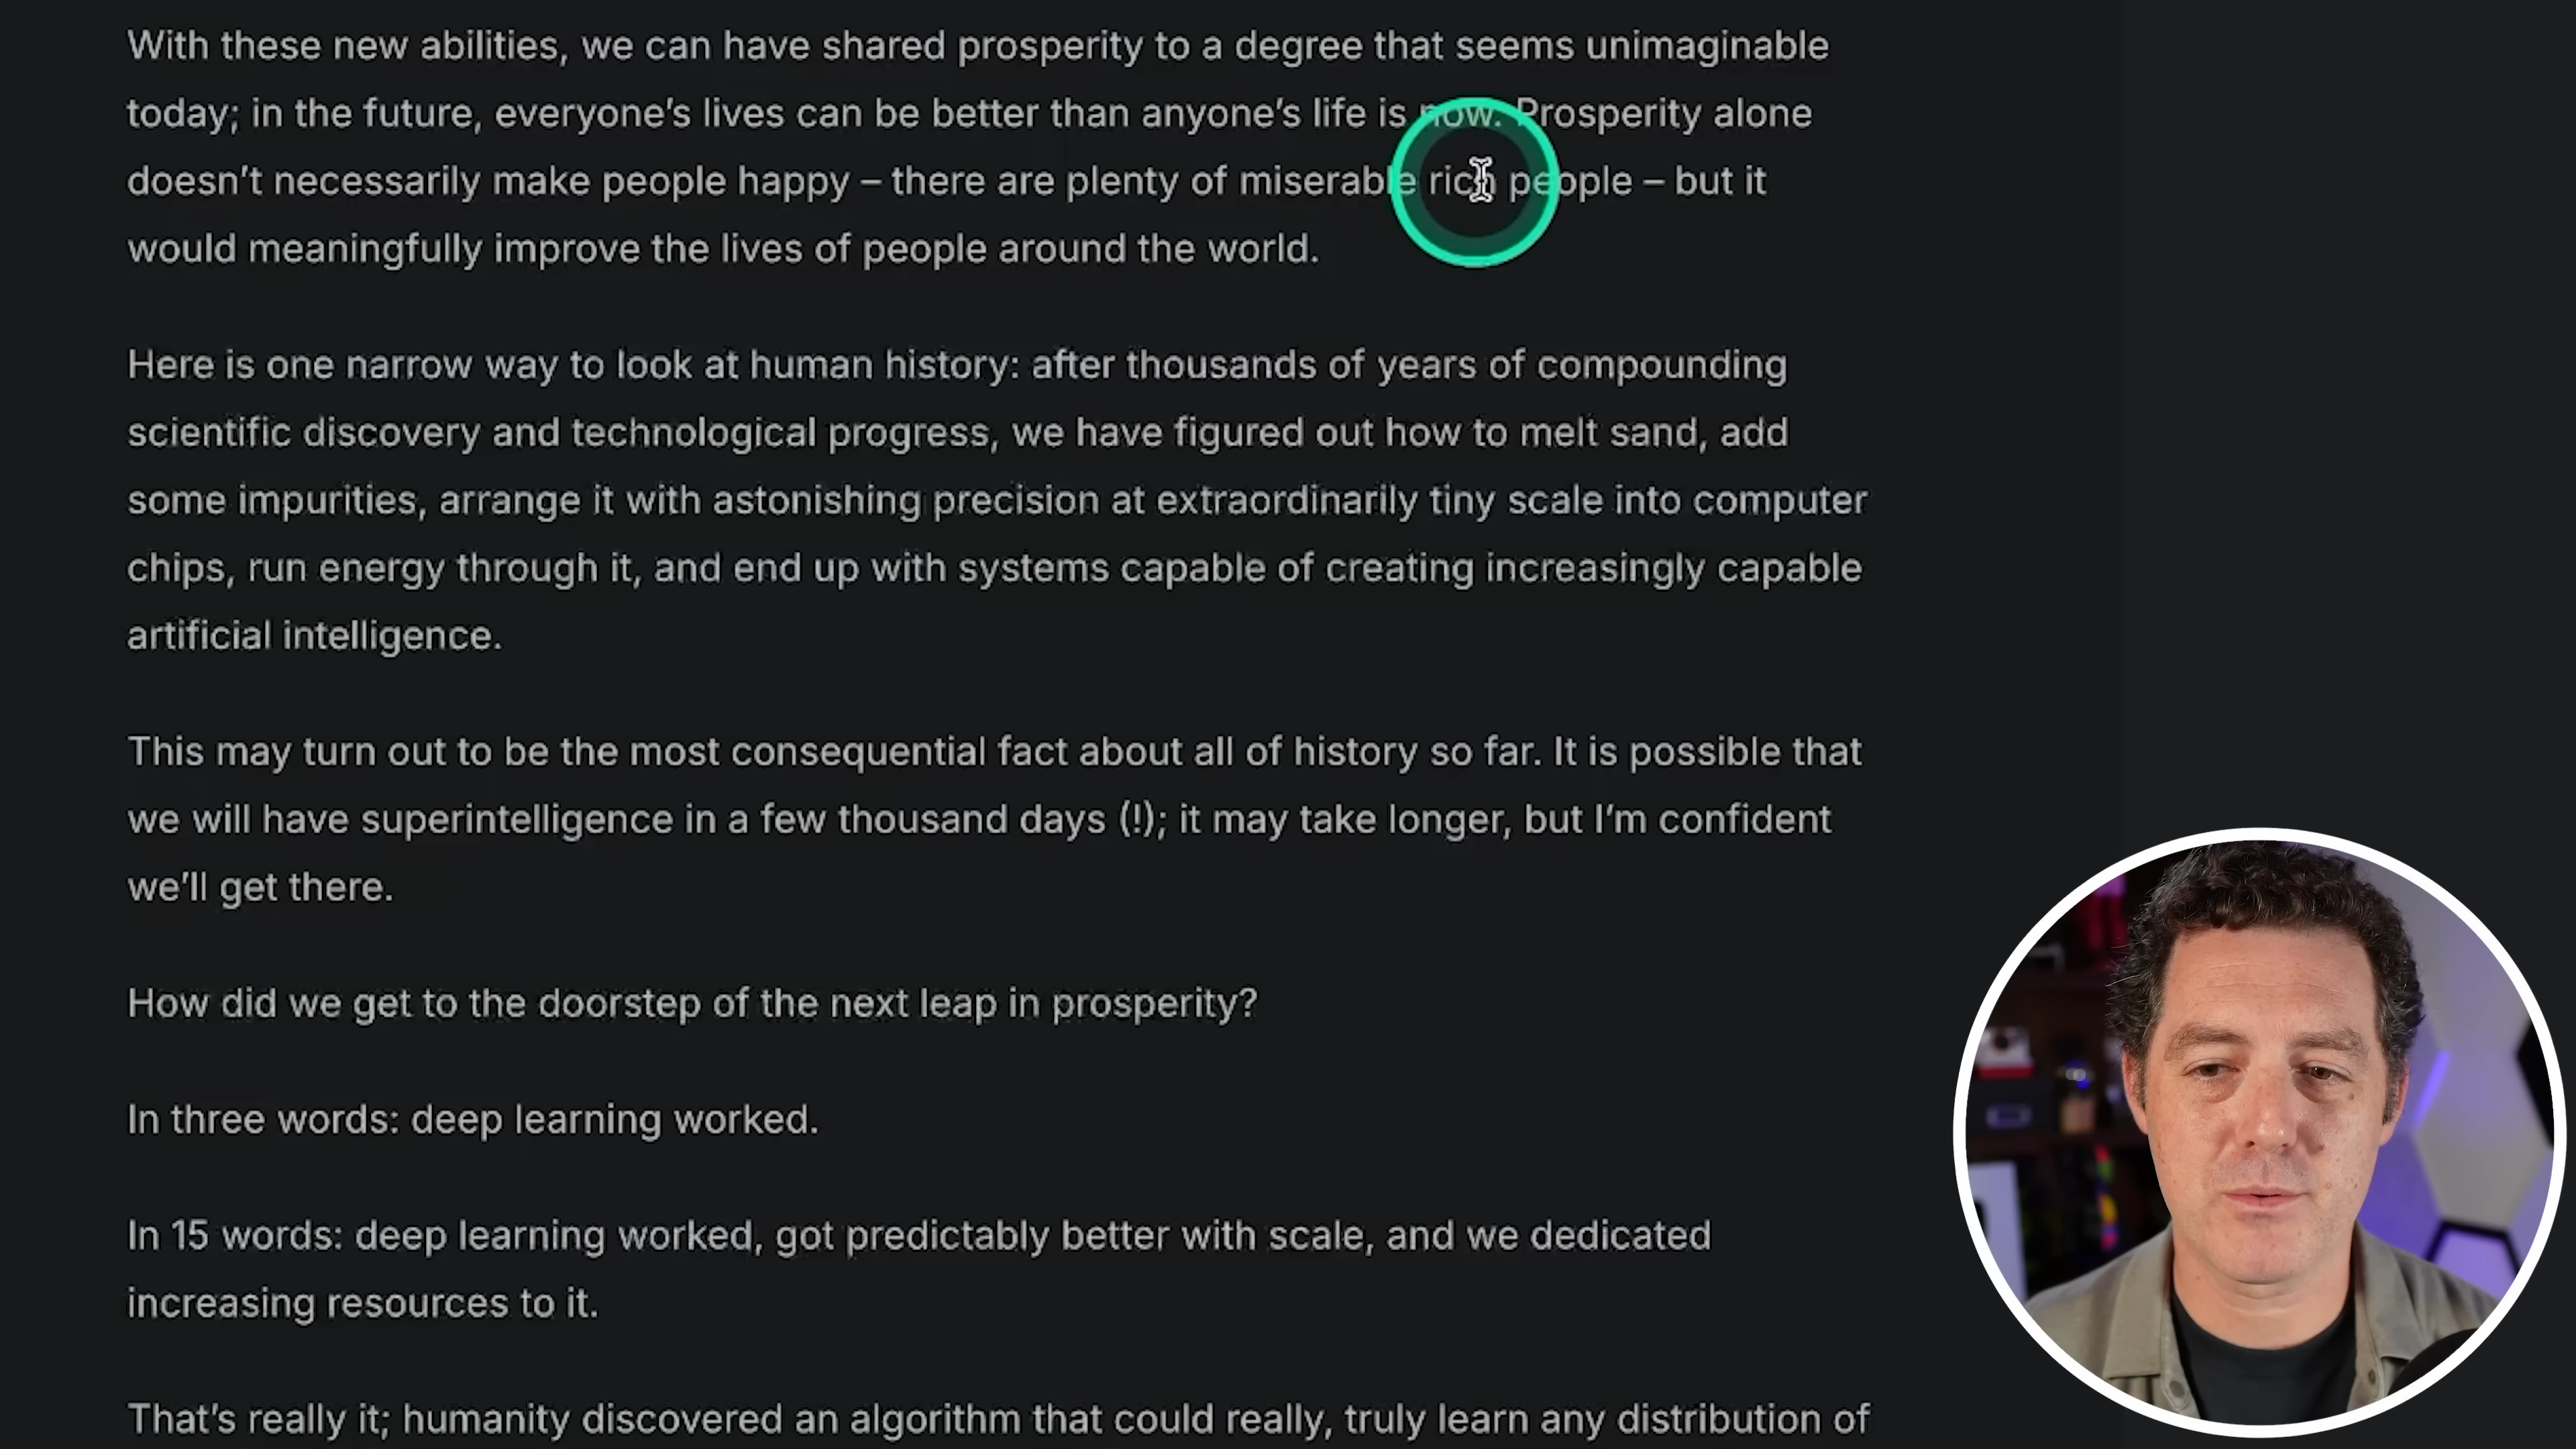 With these new abilities, we can have shared prosperity to a degree that seems unimaginable
today; in the future, everyone’s lives can be better than anyone’s life is now. Prosperity alone
doesn’t necessarily make people happy – there are plenty of miserable rich people – but it
would meaningfully improve the lives of people around the world.
Here is one narrow way to look at human history: after thousands of years of compounding
scientific discovery and technological progress, we have figured out how to melt sand, add
some impurities, arrange it with astonishing precision at extraordinarily tiny scale into computer
chips, run energy through it, and end up with systems capable of creating increasingly capable
artificial intelligence.
This may turn out to be the most consequential fact about all of history so far. It is possible that
we will have superintelligence in a few thousand days (!); it may take longer, but I’m confident
we’ll get there.
How did we get to the doorstep of the next leap in prosperity?
In three words: deep learning worked.
In 15 words: deep learning worked, got predictably better with scale, and we dedicated
increasing resources to it.
That’s really it; humanity discovered an algorithm that could really, truly learn any distribution of